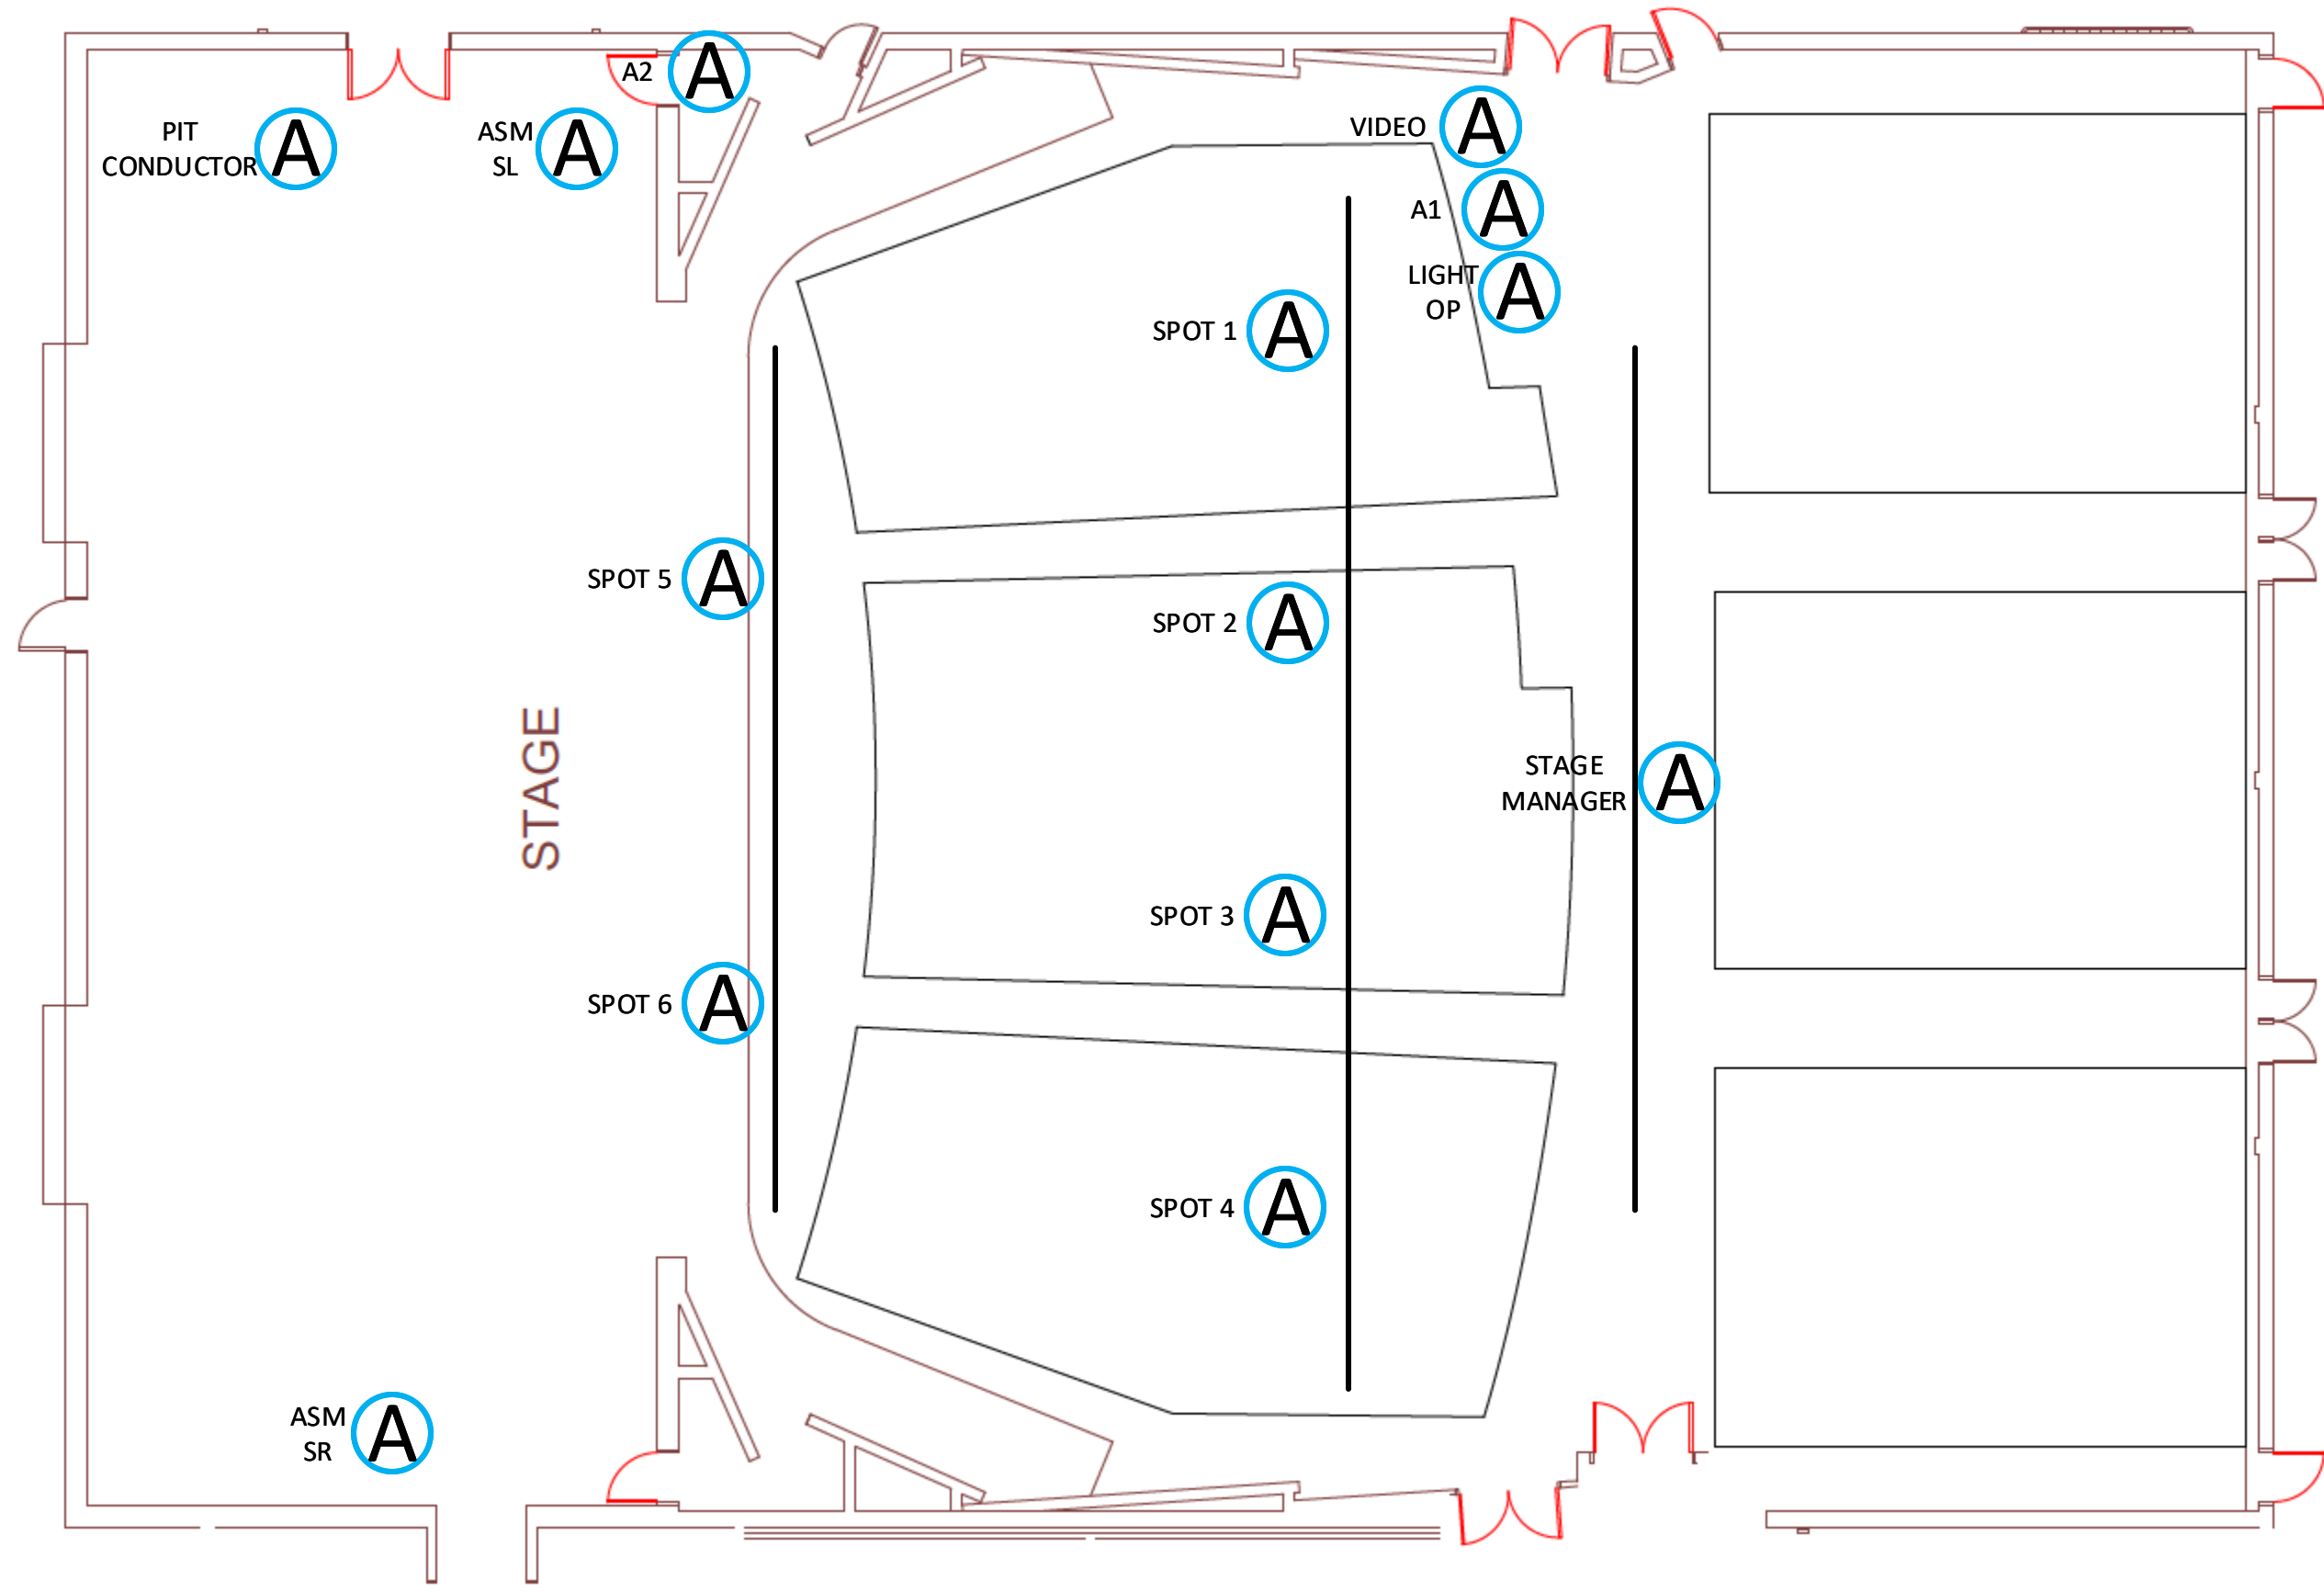 A2 A
PIT
CONDUCTOR A
ASM
SL A
VIDEO A
A1 A
LIGHT
OP A
SPOT 1 A
SPOT 5 A
SPOT 2 A
STAGE
STAGE
MANAGER A
SPOT 3 A
SPOT 6 A
SPOT 4 A
ASM
SR A